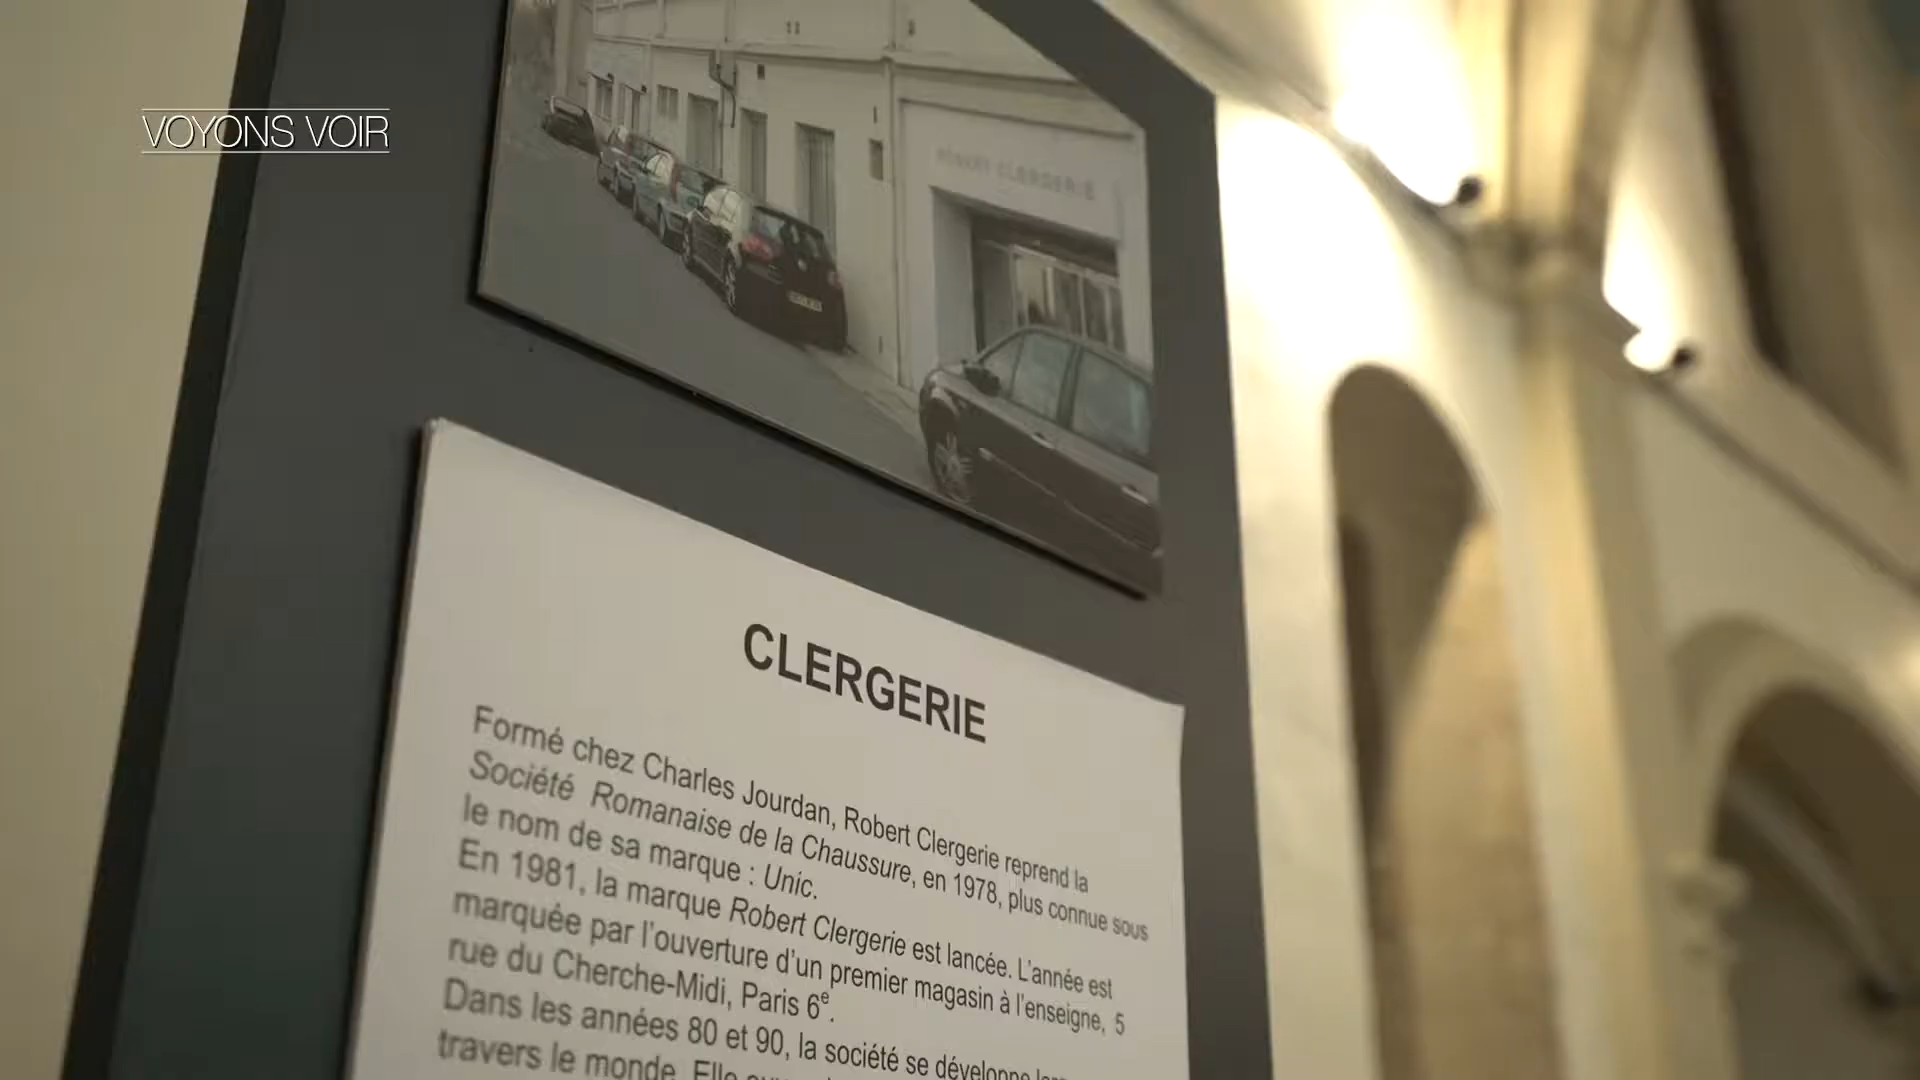 VOYONS VOIR
ROBERT CLERGERIE
CLERGERIE
Formé chez Charles Jourdan, Robert Clergerie reprend la
Société Romanaise de la Chaussure, en 1978, plus connue sous
le nom de sa marque : Unic.
En 1981, la marque Robert Clergerie est lancée. L'année est
marquée par l'ouverture d'un premier magasin à l'enseigne, 5
rue du Cherche-Midi, Paris 6e.
Dans les années 80 et 90, la société se développe
travers le monde. Elle